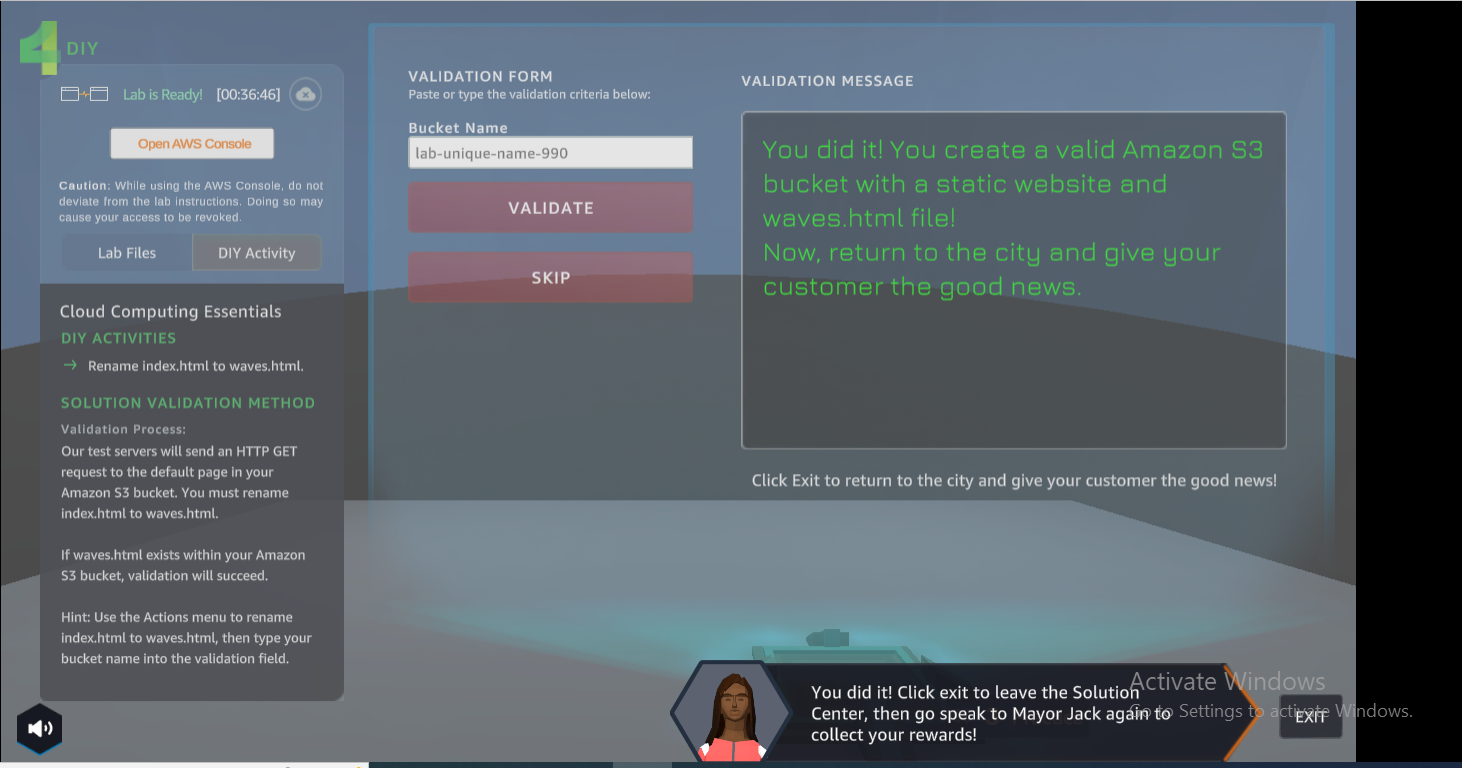 4 DIY
Lab is Ready! [00:36:46]
Open AWS Console
Caution: While using the AWS Console, do not
deviate from the lab instructions. Doing so may
cause your access to be revoked.
Lab Files
DIY Activity
Cloud Computing Essentials
DIY ACTIVITIES
→ Rename index.html to waves.html.
SOLUTION VALIDATION METHOD
Validation Process:
Our test servers will send an HTTP GET
request to the default page in your
Amazon S3 bucket. You must rename
index.html to waves.html.
If waves.html exists within your Amazon
S3 bucket, validation will succeed.
Hint: Use the Actions menu to rename
index.html to waves.html, then type your
bucket name into the validation field.
VALIDATION FORM
Paste or type the validation criteria below:
Bucket Name
lab-unique-name-990
VALIDATE
SKIP
VALIDATION MESSAGE
You did it! You create a valid Amazon S3
bucket with a static website and
waves.html file!
Now, return to the city and give your
customer the good news.
Click Exit to return to the city and give your customer the good news!
You did it! Click exit to leave the Solution
Center, then go speak to Mayor Jack again to
collect your rewards!
EXIT
Activate Windows
Go to Settings to activate Windows.